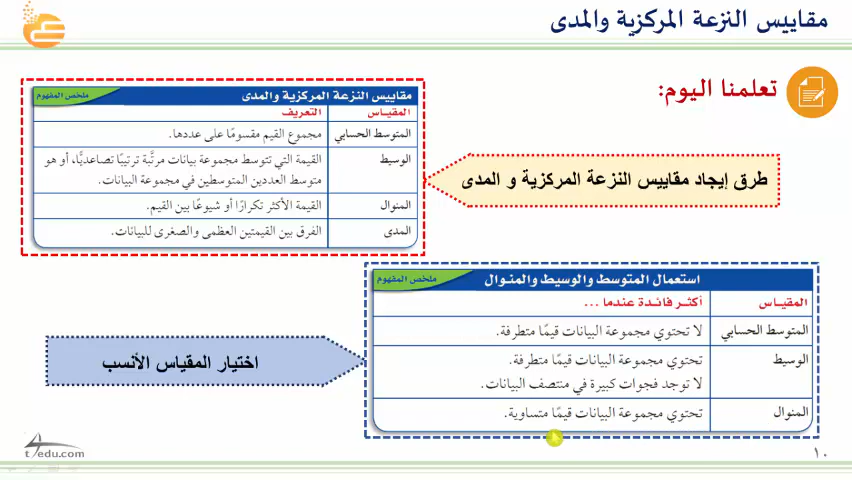 مقاييس النزعة المركزية والمدى
تعلمنا اليوم:
مقاييس النزعة المركزية والمدى
ملخص المفهوم
المقياس التعريف
المتوسط الحسابي مجموع القيم مقسومًا على عددها.
الوسيط القيمة التي تتوسط مجموعة بيانات مرتَّبة ترتيبًا تصاعديًّا، أو هو
متوسط العددين المتوسطين في مجموعة البيانات.
المنوال القيمة الأكثر تكرارًا أو شيوعًا بين القيم.
المدى الفرق بين القيمتين العظمى والصغرى للبيانات.
طرق إيجاد مقاييس النزعة المركزية و المدى
استعمال المتوسط والوسيط والمنوال
ملخص المفهوم
المقياس أكثر فائدة عندما ...
المتوسط الحسابي لا تحتوي مجموعة البيانات قيمًا متطرفة.
الوسيط تحتوي مجموعة البيانات قيمًا متطرفة.
لا توجد فجوات كبيرة في منتصف البيانات.
المنوال تحتوي مجموعة البيانات قيمًا متساوية.
اختيار المقياس الأنسب
t4edu.com
١٠